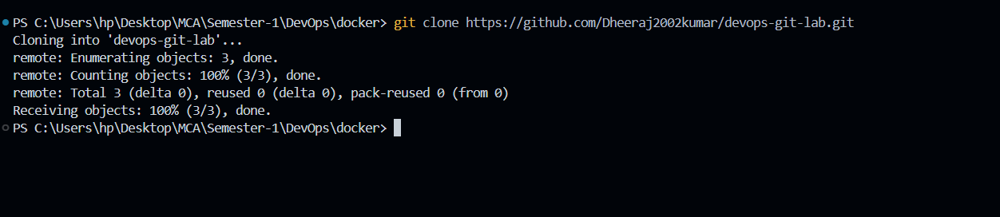 PS C:\Users\hp\Desktop\MCA\Semester-1\DevOps\docker> git clone https://github.com/Dheeraj2002kumar/devops-git-lab.git
Cloning into 'devops-git-lab'...
remote: Enumerating objects: 3, done.
remote: Counting objects: 100% (3/3), done.
remote: Total 3 (delta 0), reused 0 (delta 0), pack-reused 0 (from 0)
Receiving objects: 100% (3/3), done.
PS C:\Users\hp\Desktop\MCA\Semester-1\DevOps\docker>